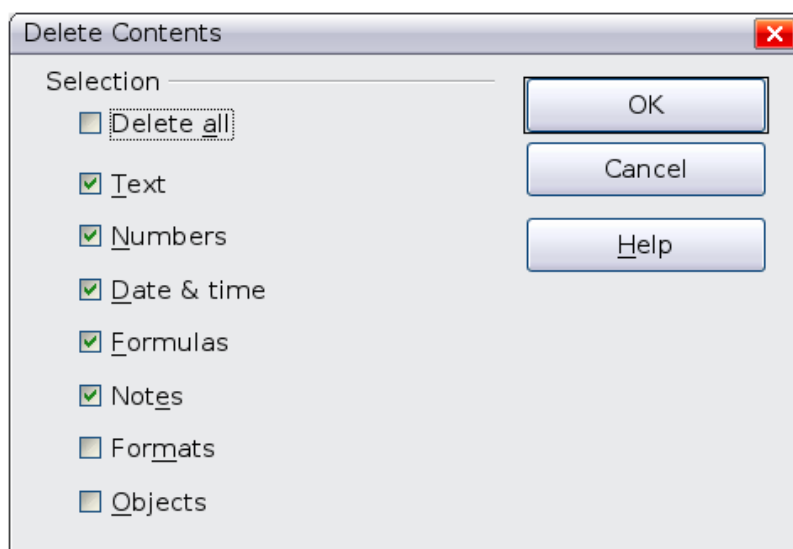 Delete Contents
Selection
Delete all
Text
Numbers
Date & time
Formulas
Notes
Formats
Objects
OK
Cancel
Help